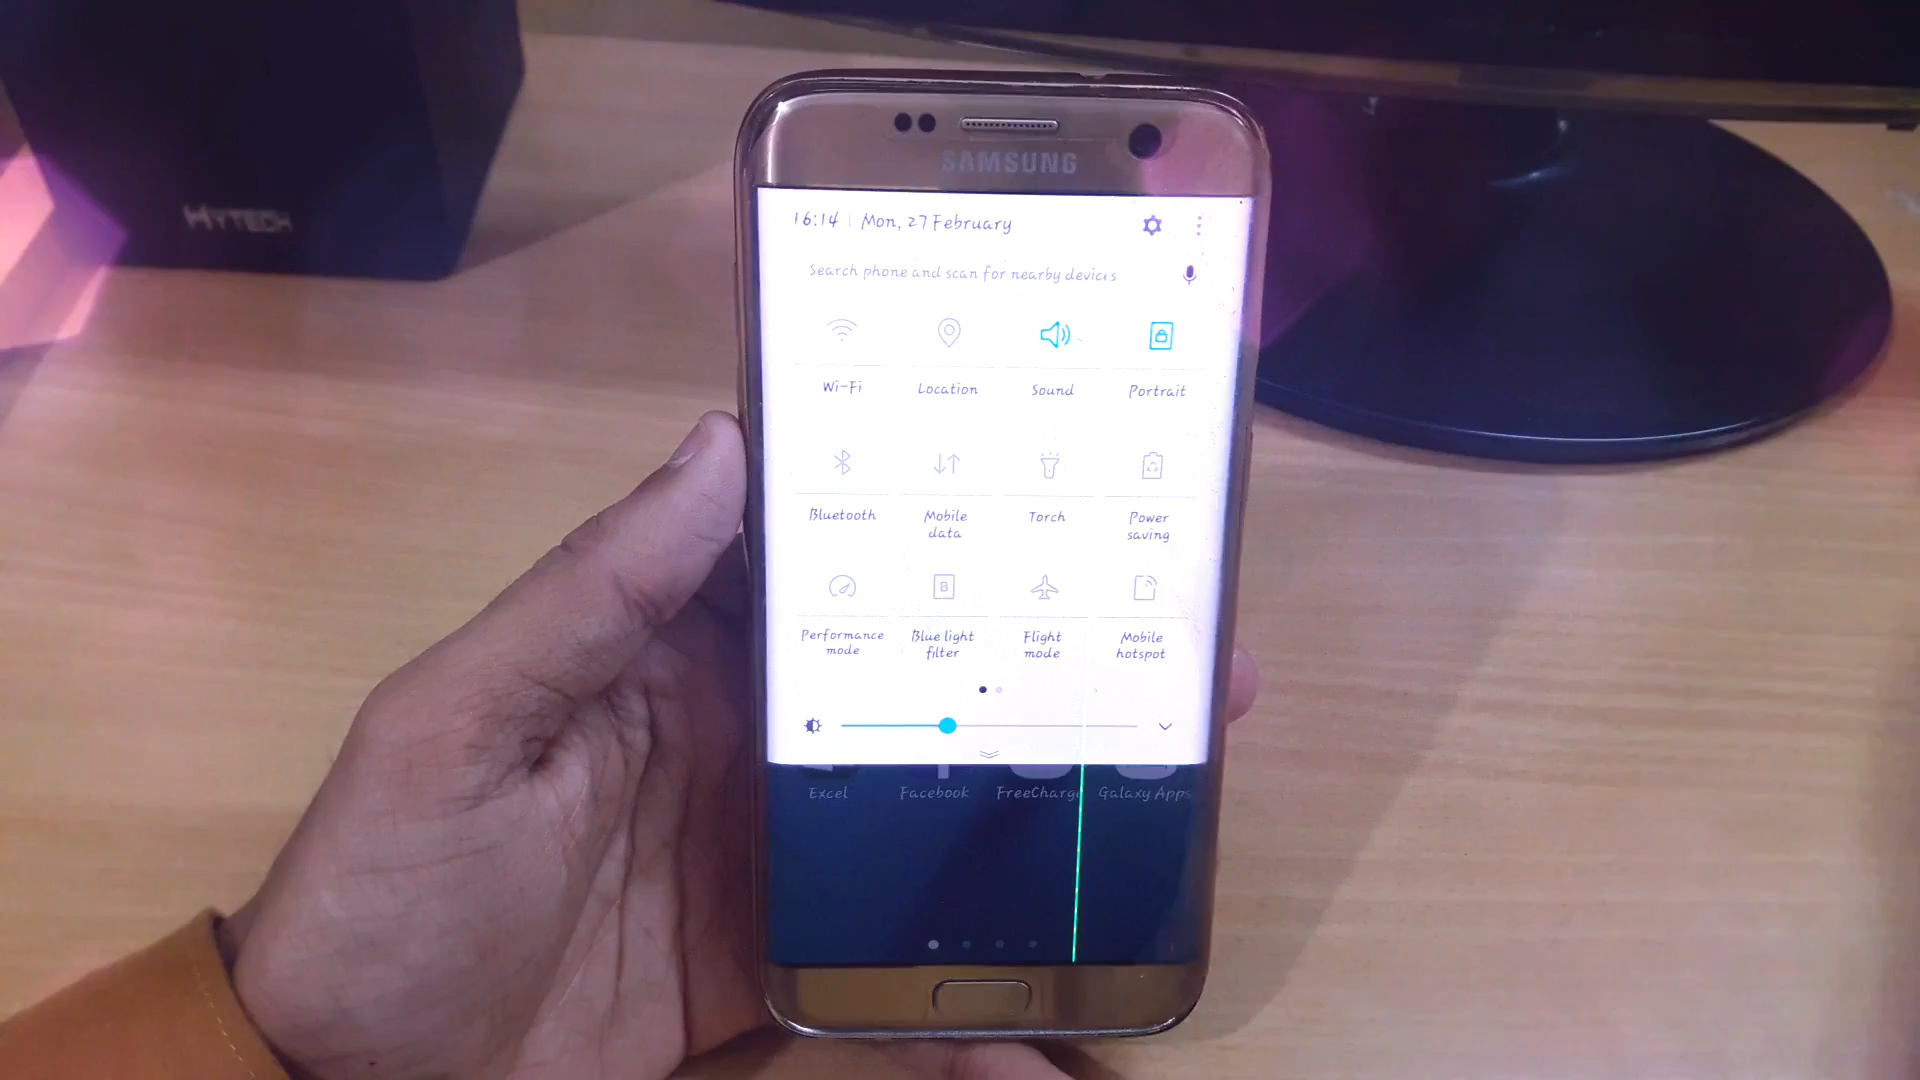 HYTECH
SAMSUNG
16:14 | Mon, 27 February
Search phone and scan for nearby devices
Wi-Fi
Location
Sound
Portrait
Bluetooth
Mobile
data
Torch
Power
saving
Performance
mode
B
Blue light
filter
Flight
mode
Mobile
hotspot
Excel
Facebook
FreeCharge
Galaxy Apps